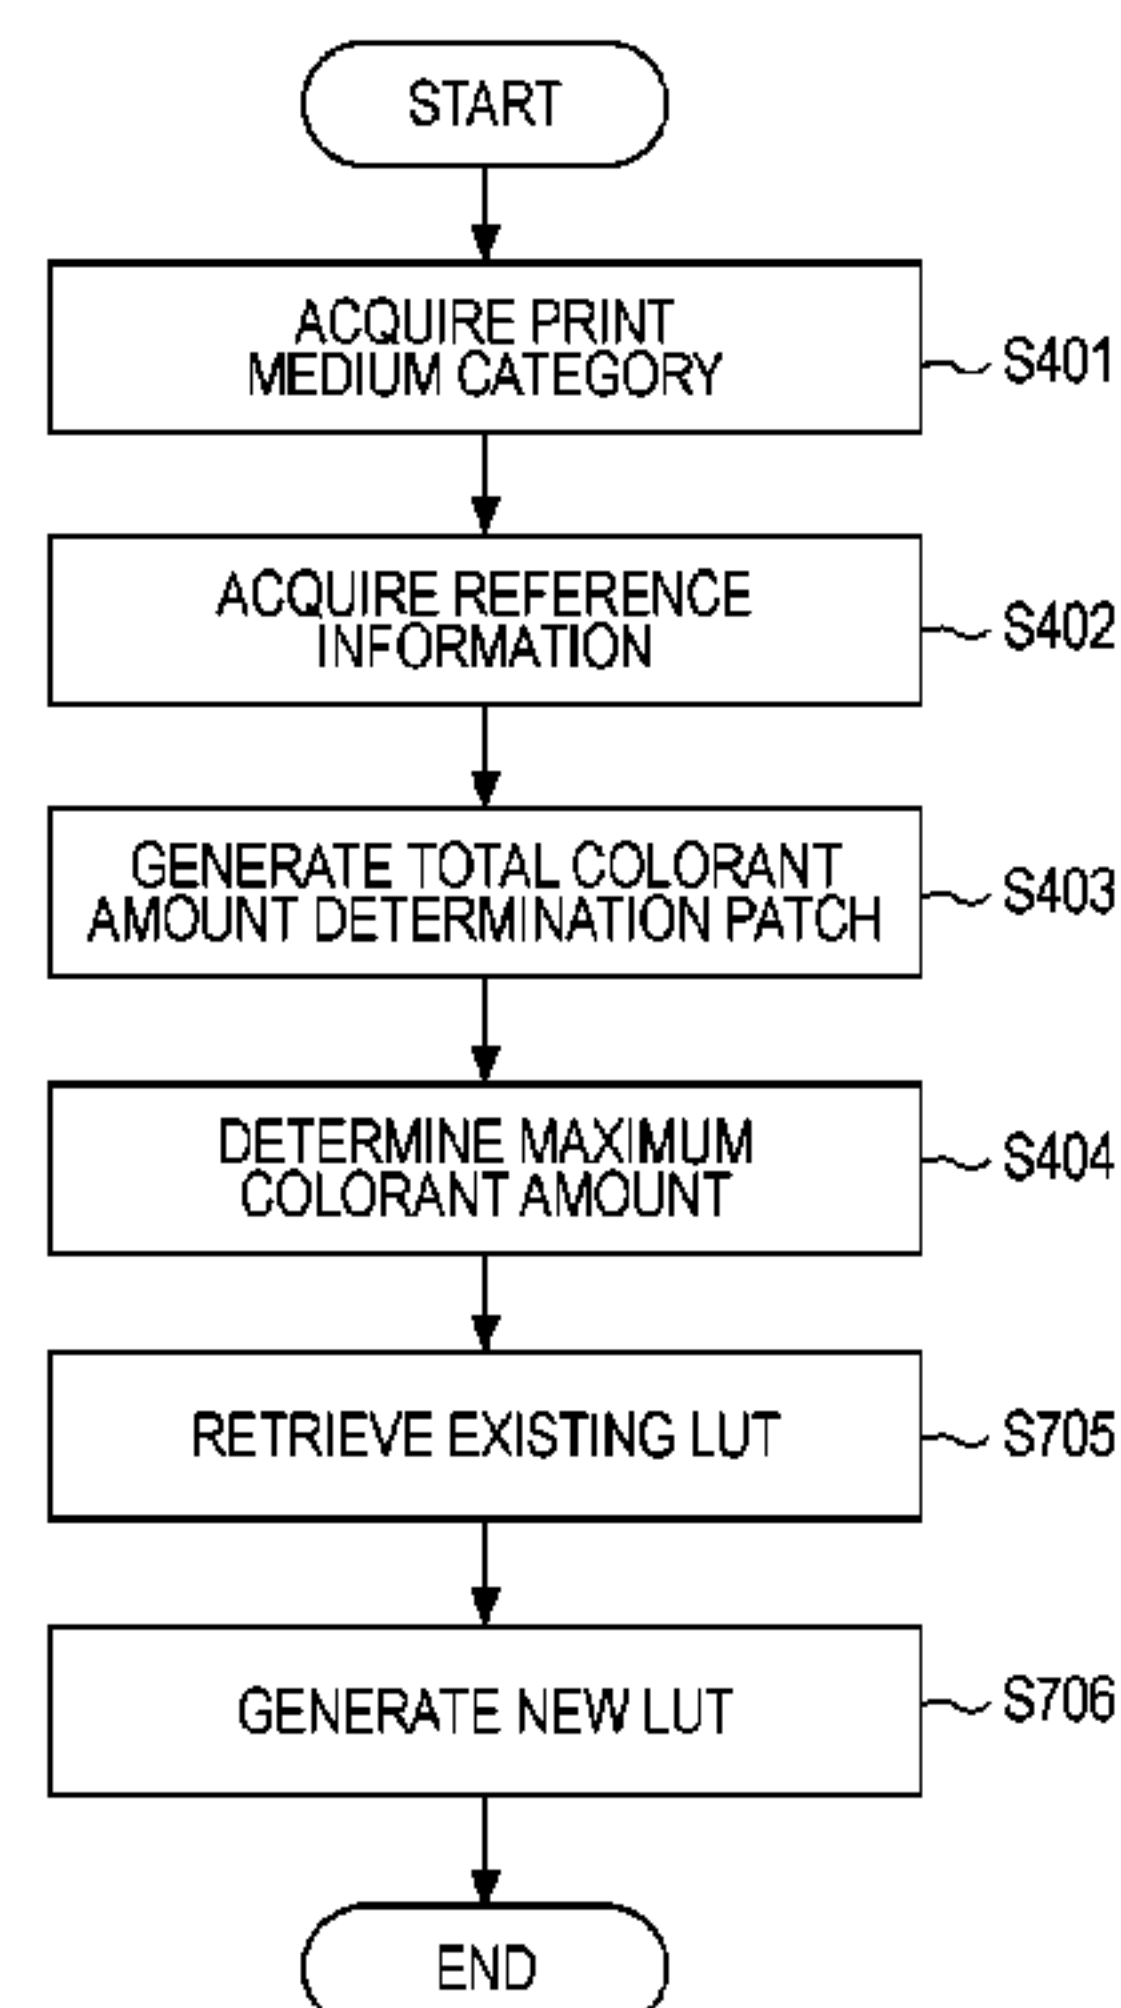 START
ACQUIRE PRINT
MEDIUM CATEGORY
S401
ACQUIRE REFERENCE
INFORMATION
S402
GENERATE TOTAL COLORANT
AMOUNT DETERMINATION PATCH
S403
DETERMINE MAXIMUM
COLORANT AMOUNT
S404
RETRIEVE EXISTING LUT
S705
GENERATE NEW LUT
S706
END